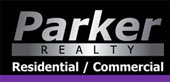 Parker
REALTY
Residential / Commercial